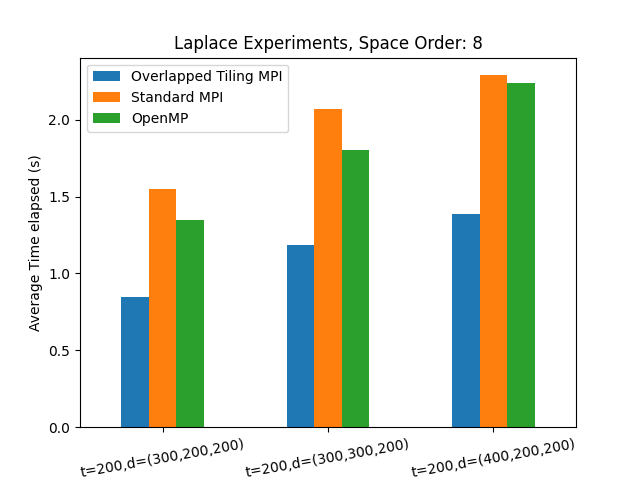 Laplace Experiments, Space Order: 8
Overlapped Tiling MPI
Standard MPI
OpenMP
Average Time elapsed (s)
2.0
1.5
1.0
0.5
0.0
t=200,d=(300,200,200)
t=200,d=(300,300,200)
t=200,d=(400,200,200)